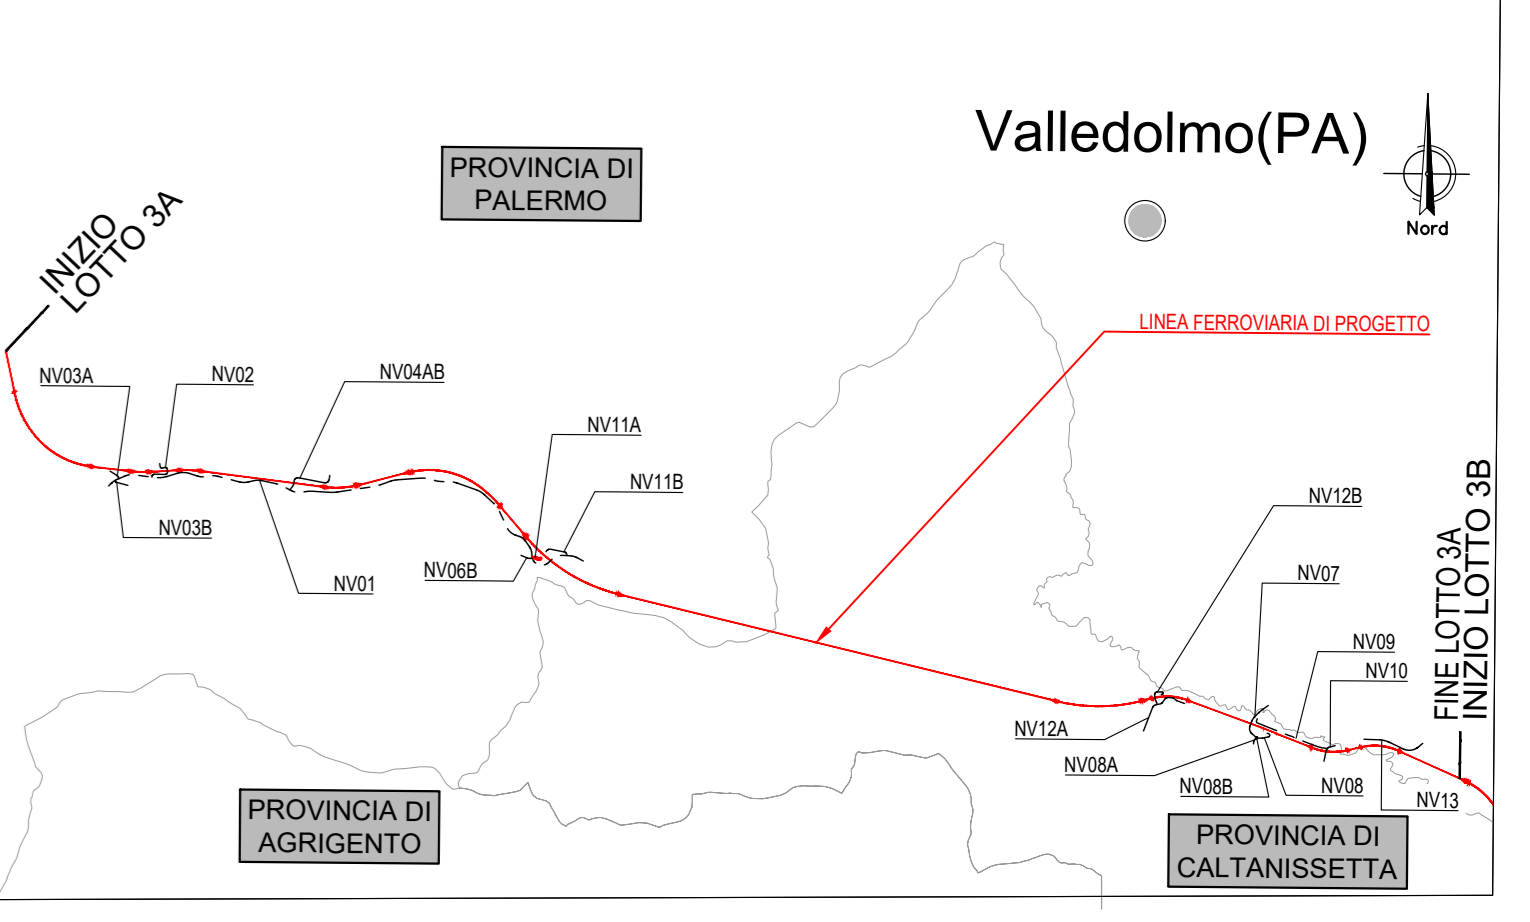 Valledolmo(PA)
Nord
PROVINCIA DI
PALERMO
INIZIO
LOTTO 3A
LINEA FERROVIARIA DI PROGETTO
NV03A
NV02
NV04AB
NV11A
NV11B
NV03B
NV01
NV06B
NV12B
NV07
NV09
NV10
NV12A
NV08A
NV08B
NV08
NV13
FINE LOTTO 3A
INIZIO LOTTO 3B
PROVINCIA DI
AGRIGENTO
PROVINCIA DI
CALTANISSETTA